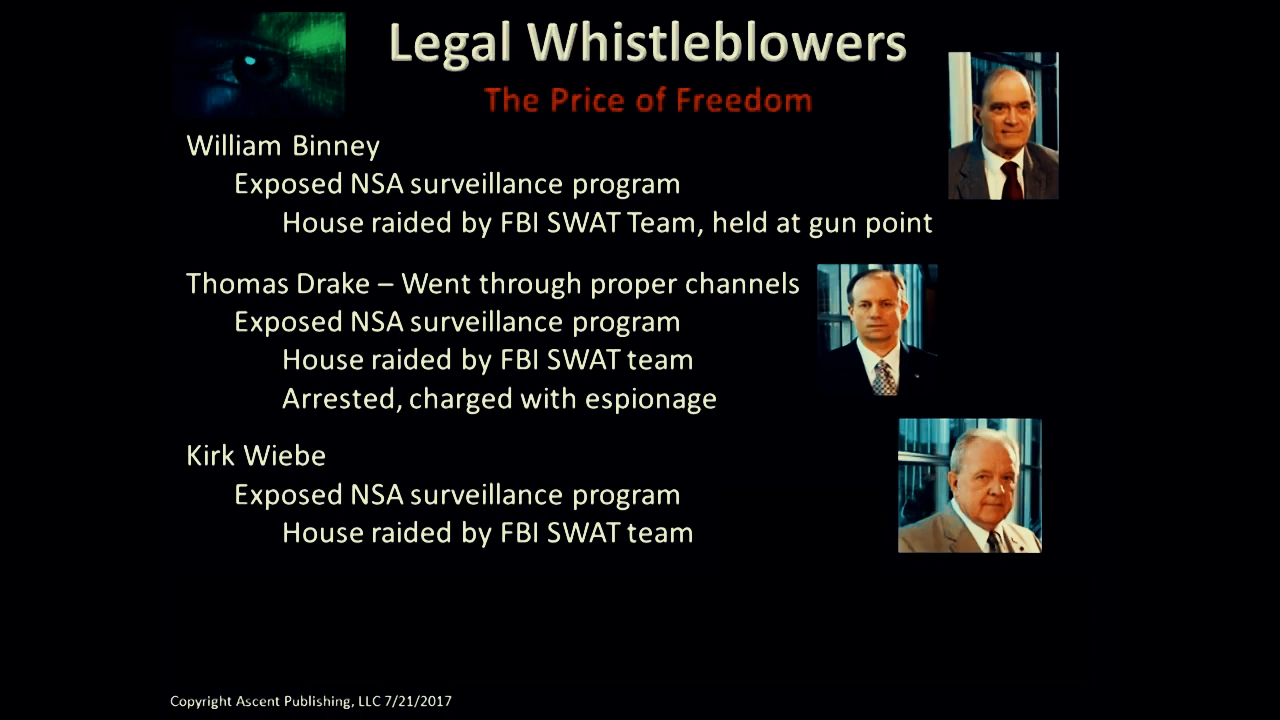 Legal Whistleblowers
The Price of Freedom
William Binney
Exposed NSA surveillance program
House raided by FBI SWAT Team, held at gun point
Thomas Drake – Went through proper channels
Exposed NSA surveillance program
House raided by FBI SWAT team
Arrested, charged with espionage
Kirk Wiebe
Exposed NSA surveillance program
House raided by FBI SWAT team
Copyright Ascent Publishing, LLC 7/21/2017